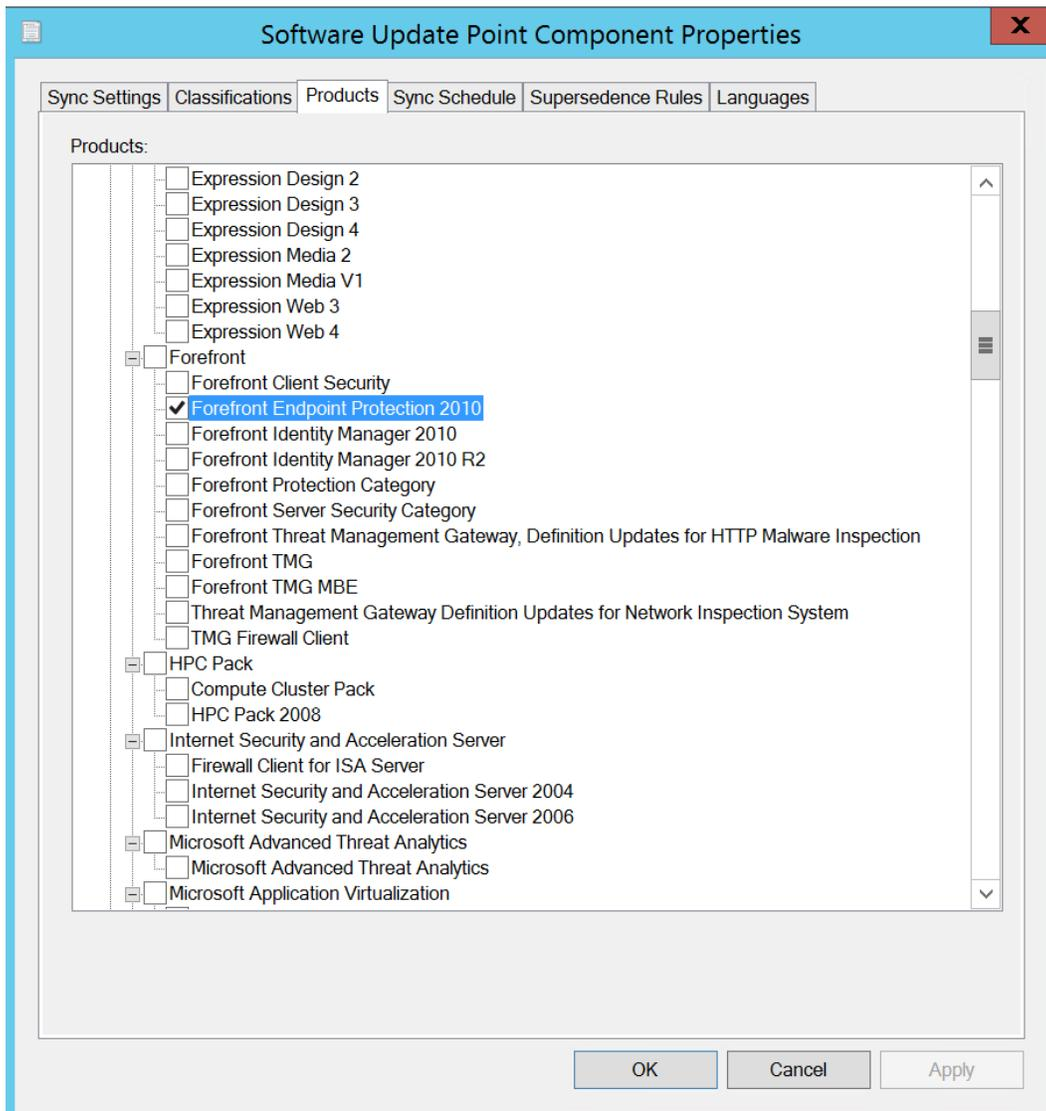 Software Update Point Component Properties
X
Sync Settings Classifications Products Sync Schedule Supersedence Rules Languages
Products:
Expression Design 2
Expression Design 3
Expression Design 4
Expression Media 2
Expression Media V1
Expression Web 3
Expression Web 4
Forefront
Forefront Client Security
Forefront Endpoint Protection 2010
Forefront Identity Manager 2010
Forefront Identity Manager 2010 R2
Forefront Protection Category
Forefront Server Security Category
Forefront Threat Management Gateway, Definition Updates for HTTP Malware Inspection
Forefront TMG
Forefront TMG MBE
Threat Management Gateway Definition Updates for Network Inspection System
TMG Firewall Client
HPC Pack
Compute Cluster Pack
HPC Pack 2008
Internet Security and Acceleration Server
Firewall Client for ISA Server
Internet Security and Acceleration Server 2004
Internet Security and Acceleration Server 2006
Microsoft Advanced Threat Analytics
Microsoft Advanced Threat Analytics
Microsoft Application Virtualization
OK Cancel Apply